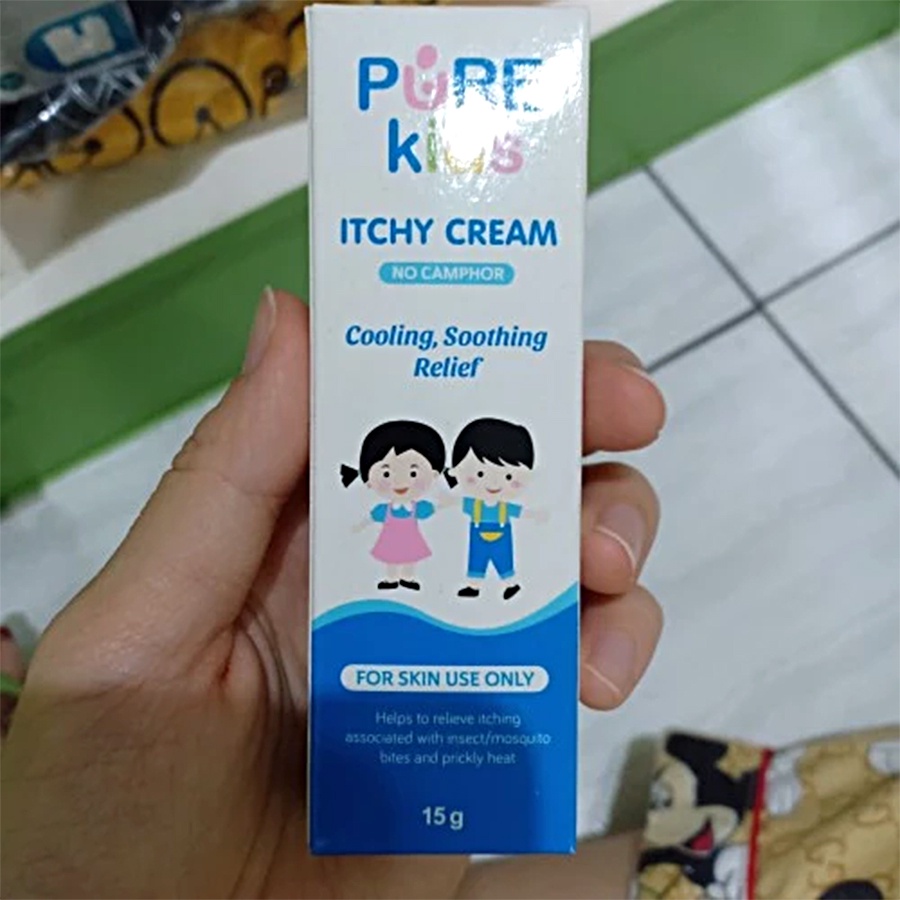 PURE
kids
ITCHY CREAM
NO CAMPHOR
Cooling, Soothing
Relief
FOR SKIN USE ONLY
Helps to relieve itching
associated with insect/mosquito
bites and prickly heat
15g